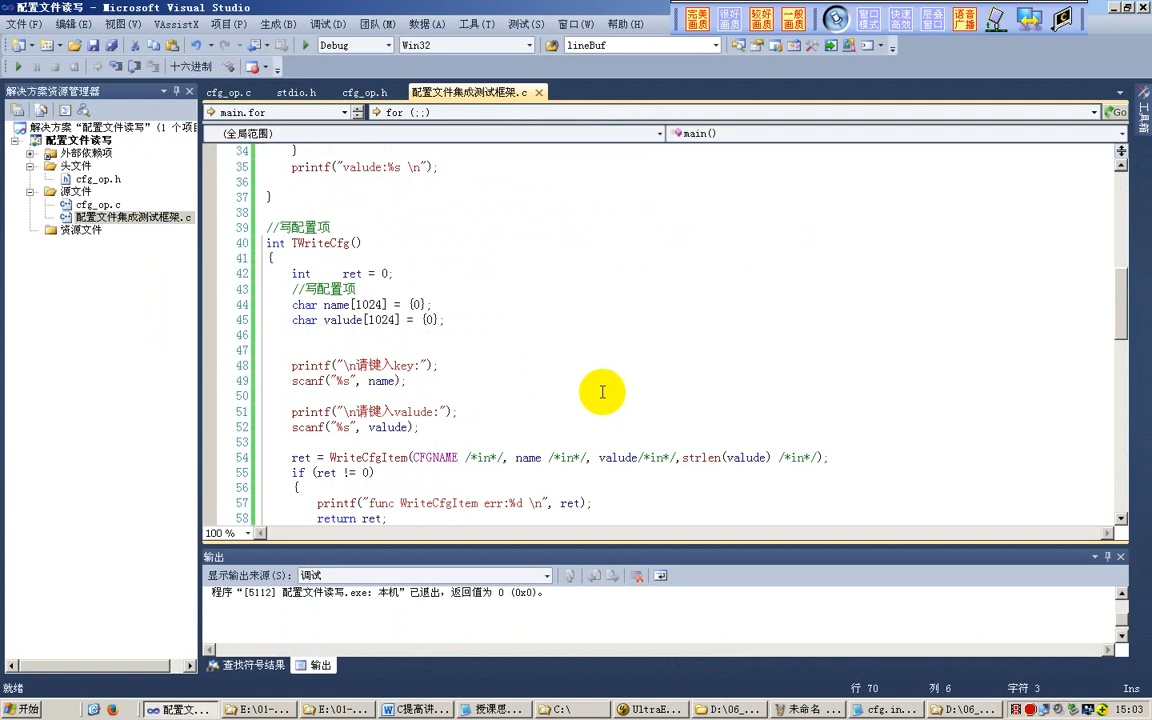 配置文件读写 - Microsoft Visual Studio
文件(F) 编辑(E) 视图(V) VAssistX 项目(P) 生成(B) 调试(D) 团队(M) 数据(A) 工具(T) 测试(S) 窗口(W) 帮助(H)
完美画质 很好画质 较好画质 一般画质 窗口模式 快速高效 层叠窗口 语音广播
Debug Win32 lineBuf
十六进制
解决方案资源管理器
cfg_op.c stdio.h cfg_op.h 配置文件集成测试框架.c
main.for for (;;) Go
(全局范围) main()
解决方案“配置文件读写”(1 个项
配置文件读写
外部依赖项
头文件
cfg_op.h
源文件
cfg_op.c
配置文件集成测试框架.c
资源文件
工具箱
34 }
35 printf("valude:%s \n");
36
37 }
38
39 //写配置项
40 int TWriteCfg()
41 {
42 int ret = 0;
43 //写配置项
44 char name[1024] = {0};
45 char valude[1024] = {0};
46
47
48 printf("\n请键入key:");
49 scanf("%s", name);
50
51 printf("\n请键入valude:");
52 scanf("%s", valude);
53
54 ret = WriteCfgItem(CFGNAME /*in*/, name /*in*/, valude/*in*/,strlen(valude) /*in*/);
55 if (ret != 0)
56 {
57 printf("func WriteCfgItem err:%d \n", ret);
58 return ret;
100 %
输出
显示输出来源(S): 调试
程序“[5112] 配置文件读写.exe: 本机”已退出，返回值为 0 (0x0)。
查找符号结果 输出
就绪 行 70 列 6 字符 3 Ins
开始 配置文... E:\01-... E:\01-... C提高讲... 授课思... C:\ UltraE... D:\06_... 未命名 ... cfg.in... D:\06_... 15:03